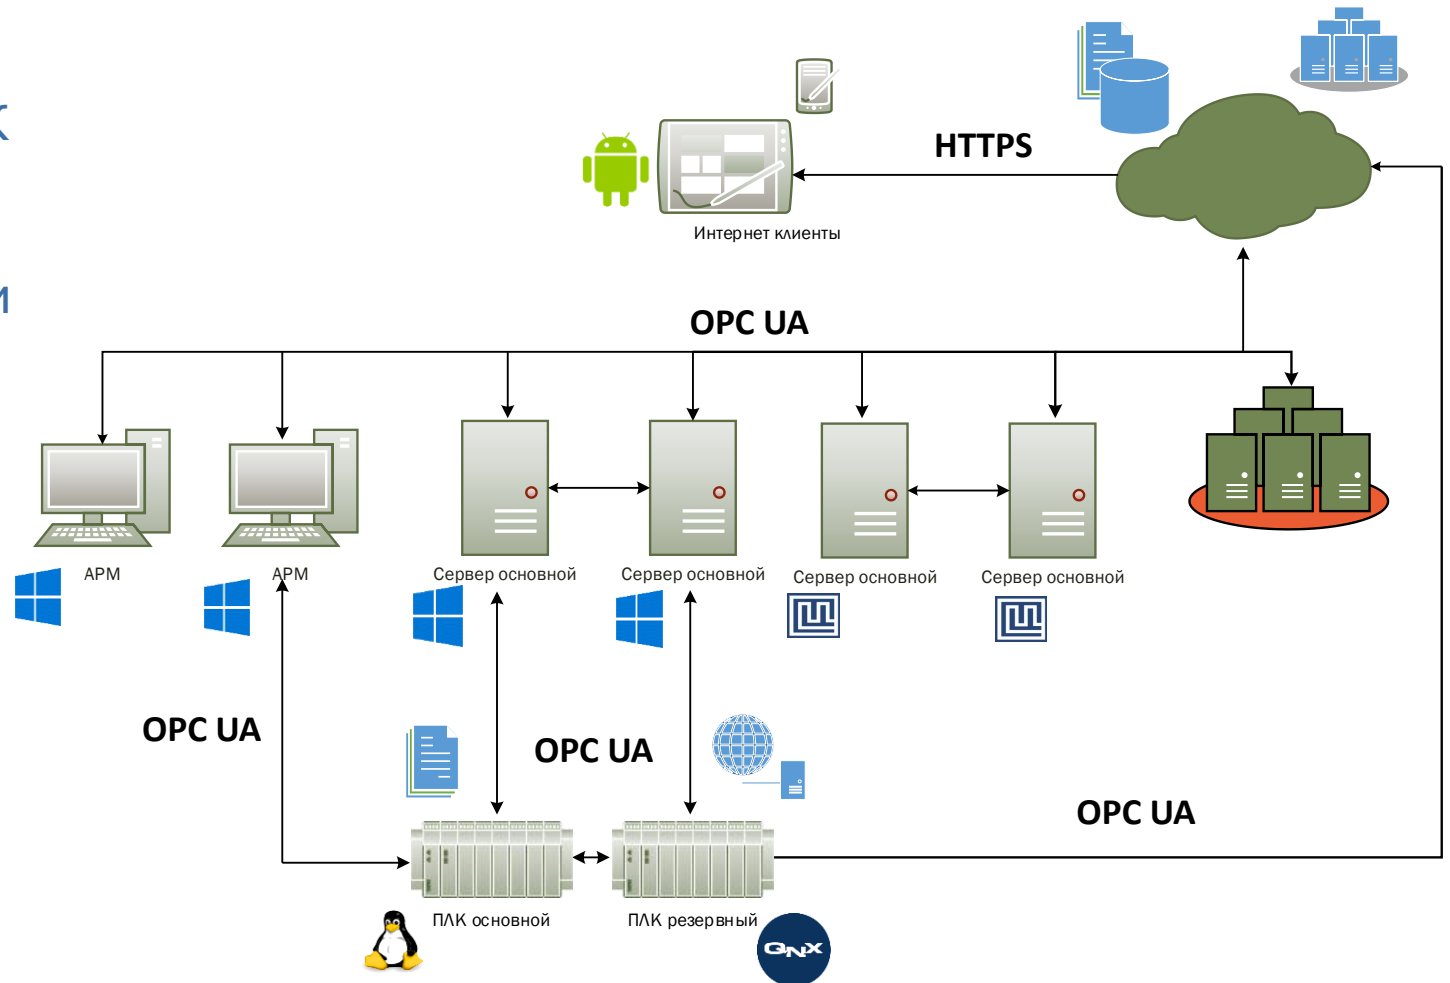 К
HTTPS
Интернет клиенты
и
OPC UA
АРМ
АРМ
Сервер основной
Сервер основной
Сервер основной
Сервер основной
OPC UA
OPC UA
OPC UA
ПЛК основной
ПЛК резервный
QNX